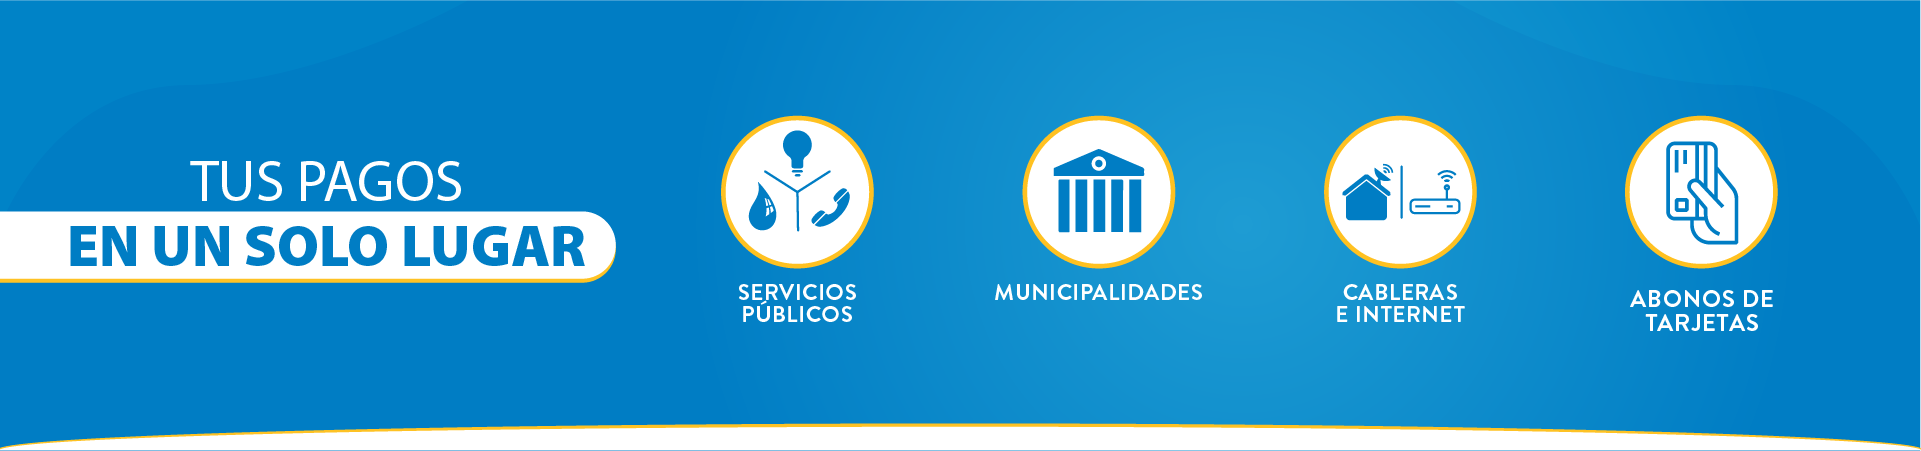 TUS PAGOS
EN UN SOLO LUGAR
SERVICIOS
PÚBLICOS
MUNICIPALIDADES
CABLERAS
E INTERNET
ABONOS DE
TARJETAS